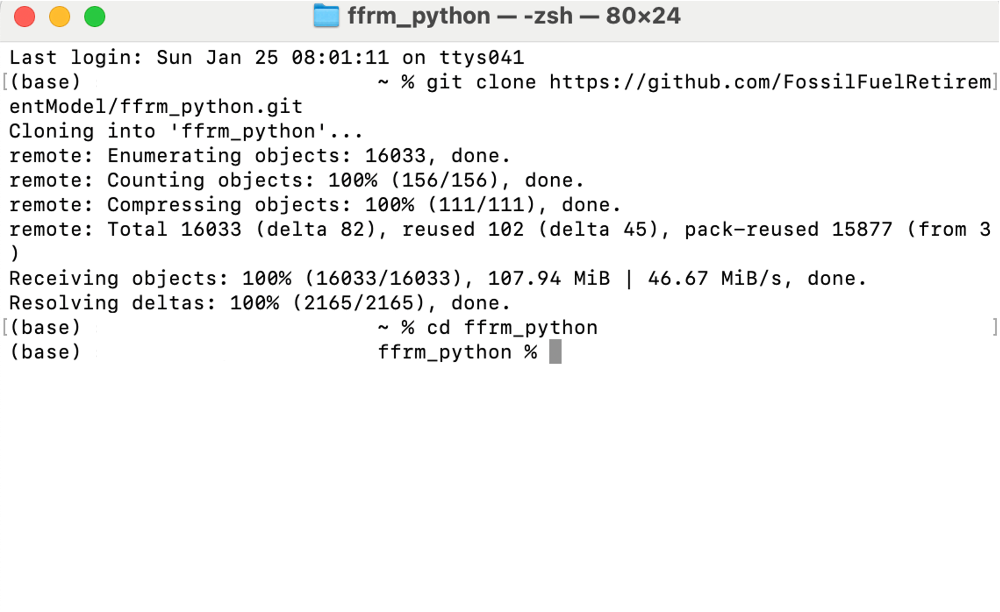 ffrm_python — -zsh — 80×24
Last login: Sun Jan 25 08:01:11 on ttys041
[(base) ~ % git clone https://github.com/FossilFuelRetirem]
entModel/ffrm_python.git
Cloning into 'ffrm_python'...
remote: Enumerating objects: 16033, done.
remote: Counting objects: 100% (156/156), done.
remote: Compressing objects: 100% (111/111), done.
remote: Total 16033 (delta 82), reused 102 (delta 45), pack-reused 15877 (from 3
)
Receiving objects: 100% (16033/16033), 107.94 MiB | 46.67 MiB/s, done.
Resolving deltas: 100% (2165/2165), done.
[(base) ~ % cd ffrm_python ]
(base) ffrm_python %